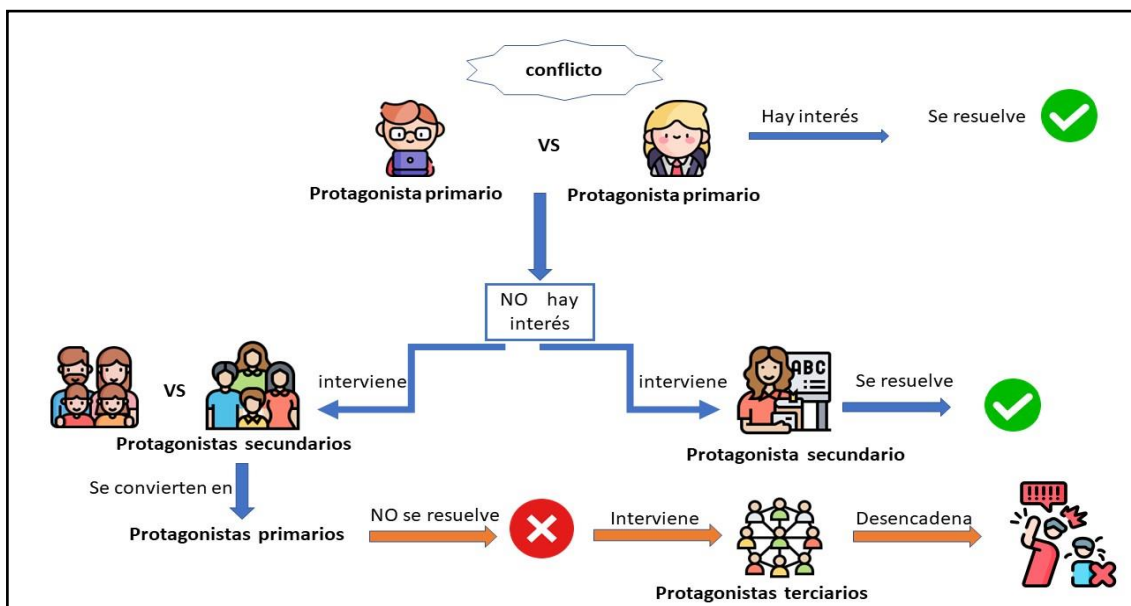 conflicto
Hay interés
Se resuelve
VS
Protagonista primario
Protagonista primario
NO hay
interés
VS
interviene
interviene
ABC
Se resuelve
Protagonistas secundarios
Protagonista secundario
Se convierten en
Protagonistas primarios
NO se resuelve
Interviene
Desencadena
Protagonistas terciarios